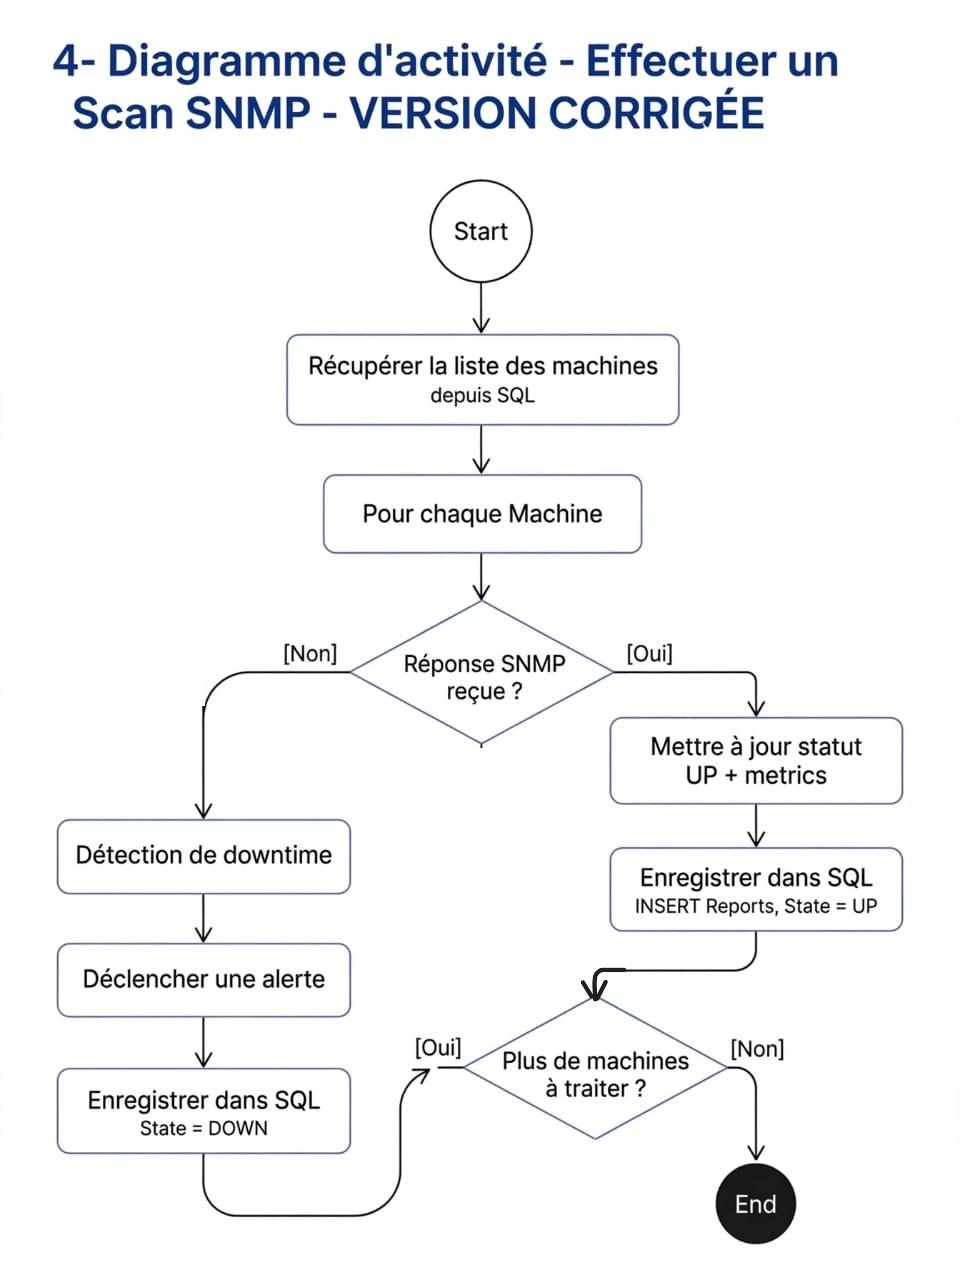 4- Diagramme d'activité - Effectuer un
Scan SNMP - VERSION CORRIGÉE
Start
Récupérer la liste des machines
depuis SQL
Pour chaque Machine
Réponse SNMP
reçue ?
[Non]
[Oui]
Mettre à jour statut
UP + metrics
Enregistrer dans SQL
INSERT Reports, State = UP
Détection de downtime
Déclencher une alerte
Enregistrer dans SQL
State = DOWN
[Oui]
Plus de machines
à traiter ?
[Non]
End